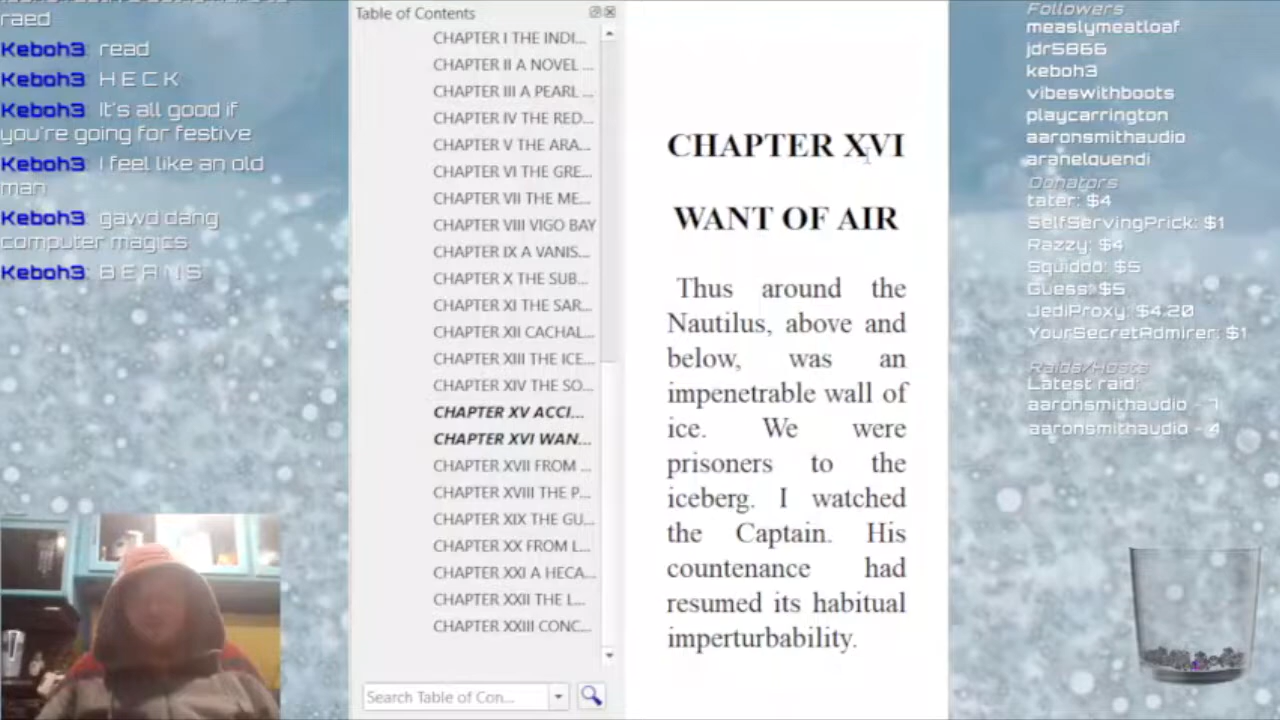 raed
Keboh3: read
Keboh3: H E C K
Keboh3: It's all good if
you're going for festive
Keboh3: I feel like an old
man
Keboh3: gawd dang
computer magics
Keboh3: B E A N S
Table of Contents
CHAPTER I THE INDI...
CHAPTER II A NOVEL ...
CHAPTER III A PEARL ...
CHAPTER IV THE RED...
CHAPTER V THE ARA...
CHAPTER VI THE GRE...
CHAPTER VII THE ME...
CHAPTER VIII VIGO BAY
CHAPTER IX A VANIS...
CHAPTER X THE SUB...
CHAPTER XI THE SAR...
CHAPTER XII CACHAL...
CHAPTER XIII THE ICE...
CHAPTER XIV THE SO...
CHAPTER XV ACCI...
CHAPTER XVI WAN...
CHAPTER XVII FROM ...
CHAPTER XVIII THE P...
CHAPTER XIX THE GU...
CHAPTER XX FROM L...
CHAPTER XXI A HECA...
CHAPTER XXII THE L...
CHAPTER XXIII CONC...
Search Table of Con...
CHAPTER XVI
WANT OF AIR
Thus around the
Nautilus, above and
below, was an
impenetrable wall of
ice. We were
prisoners to the
iceberg. I watched
the Captain. His
countenance had
resumed its habitual
imperturbability.
Followers
measlymeatloaf
jdr5866
keboh3
vibeswithboots
playcarrington
aaronsmithaudio
aranelquendi
Donators
tater: $4
SelfServingPrick: $1
Razzy: $4
Squidoo: $5
Guess: $5
JediProxy: $4.20
YourSecretAdmirer: $1
Raids/Hosts
Latest raid:
aaronsmithaudio - 7
aaronsmithaudio - 4